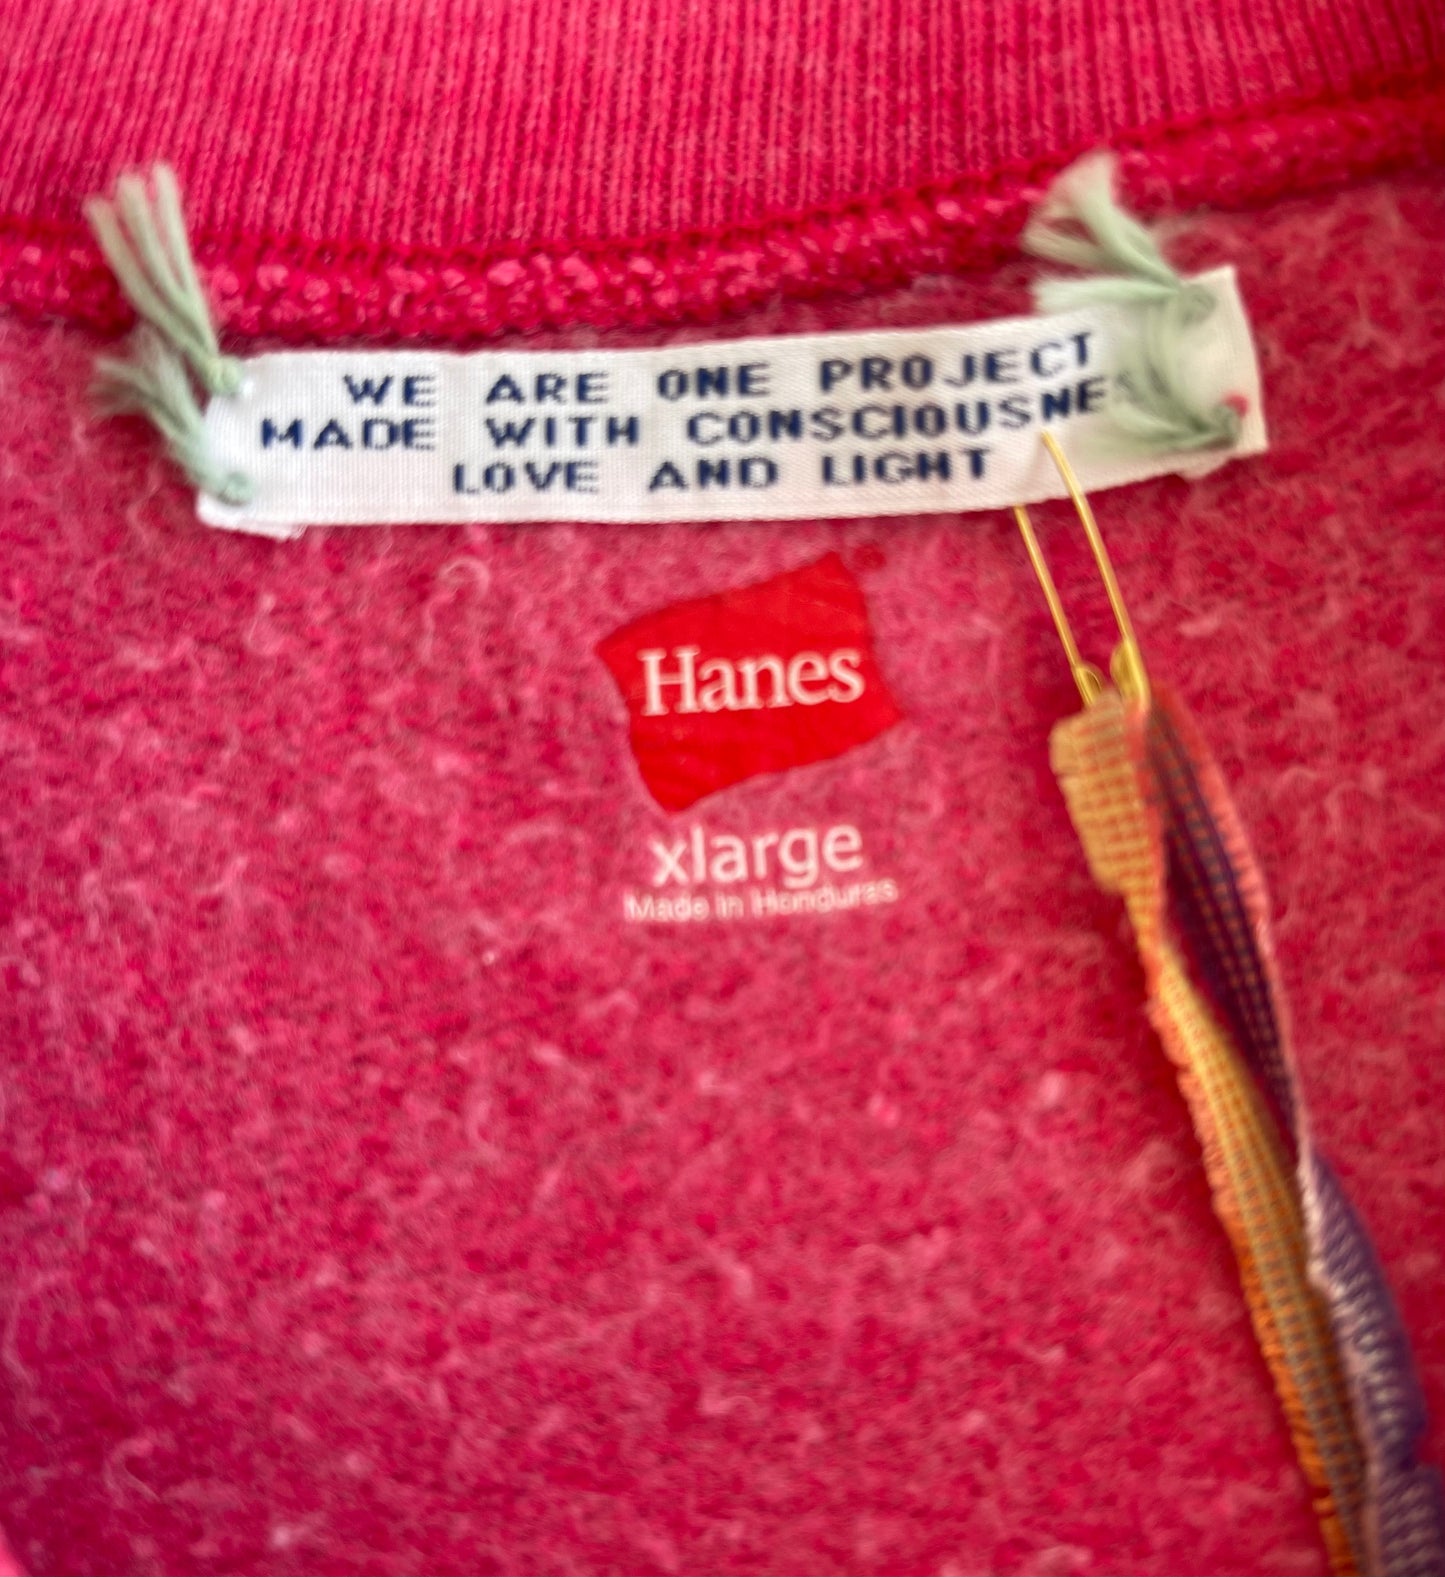 WE ARE ONE PROJECT
MADE WITH CONSCIOUSNES
LOVE AND LIGHT
Hanes
xlarge
Made in Honduras